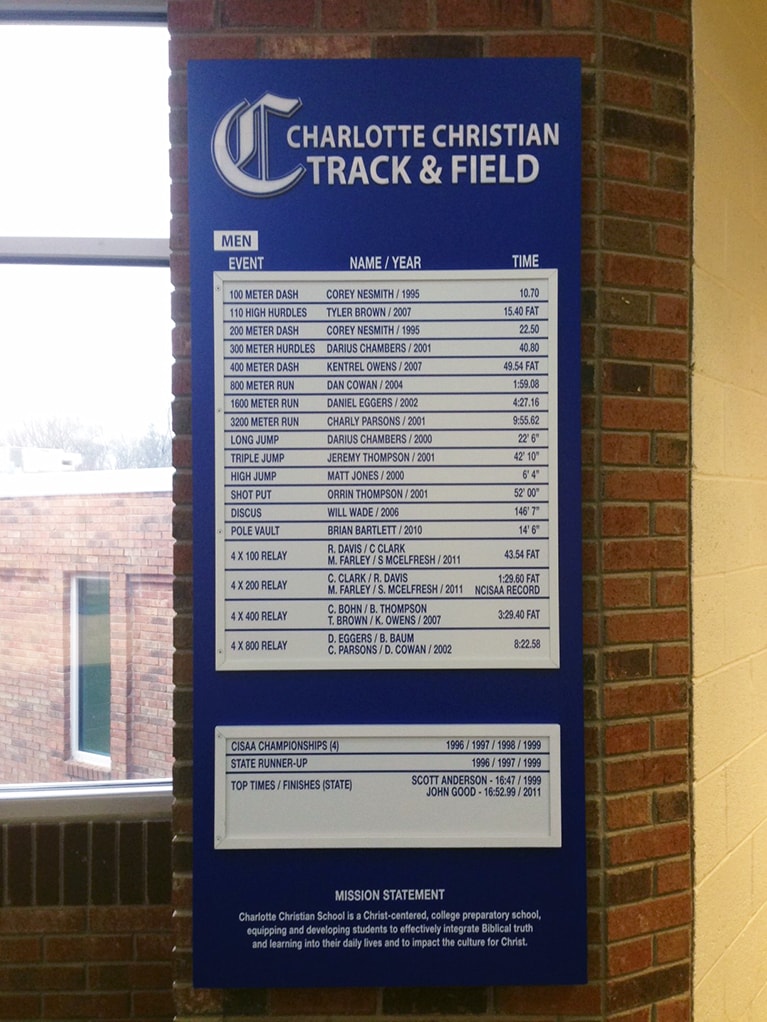 C CHARLOTTE CHRISTIAN
TRACK & FIELD
MEN
EVENT NAME / YEAR TIME
100 METER DASH COREY NESMITH / 1995 10.70
110 HIGH HURDLES TYLER BROWN / 2007 15.40 FAT
200 METER DASH COREY NESMITH / 1995 22.50
300 METER HURDLES DARIUS CHAMBERS / 2001 40.80
400 METER DASH KENTREL OWENS / 2007 49.54 FAT
800 METER RUN DAN COWAN / 2004 1:59.08
1600 METER RUN DANIEL EGGERS / 2002 4:27.16
3200 METER RUN CHARLY PARSONS / 2001 9:55.62
LONG JUMP DARIUS CHAMBERS / 2000 22' 6"
TRIPLE JUMP JEREMY THOMPSON / 2001 42' 10"
HIGH JUMP MATT JONES / 2000 6' 4"
SHOT PUT ORRIN THOMPSON / 2001 52' 00"
DISCUS WILL WADE / 2006 146' 7"
POLE VAULT BRIAN BARTLETT / 2010 14' 6"
4 X 100 RELAY R. DAVIS / C CLARK
M. FARLEY / S MCELFRESH / 2011 43.54 FAT
4 X 200 RELAY C. CLARK / R. DAVIS 1:29.60 FAT
M. FARLEY / S. MCELFRESH / 2011 NCISAA RECORD
4 X 400 RELAY C. BOHN / B. THOMPSON
T. BROWN / K. OWENS / 2007 3:29.40 FAT
4 X 800 RELAY D. EGGERS / B. BAUM
C. PARSONS / D. COWAN / 2002 8:22.58
CISAA CHAMPIONSHIPS (4) 1996 / 1997 / 1998 / 1999
STATE RUNNER-UP 1996 / 1997 / 1999
TOP TIMES / FINISHES (STATE) SCOTT ANDERSON - 16:47 / 1999
JOHN GOOD - 16:52.99 / 2011
MISSION STATEMENT
Charlotte Christian School is a Christ-centered, college preparatory school,
equipping and developing students to effectively integrate Biblical truth
and learning into their daily lives and to impact the culture for Christ.